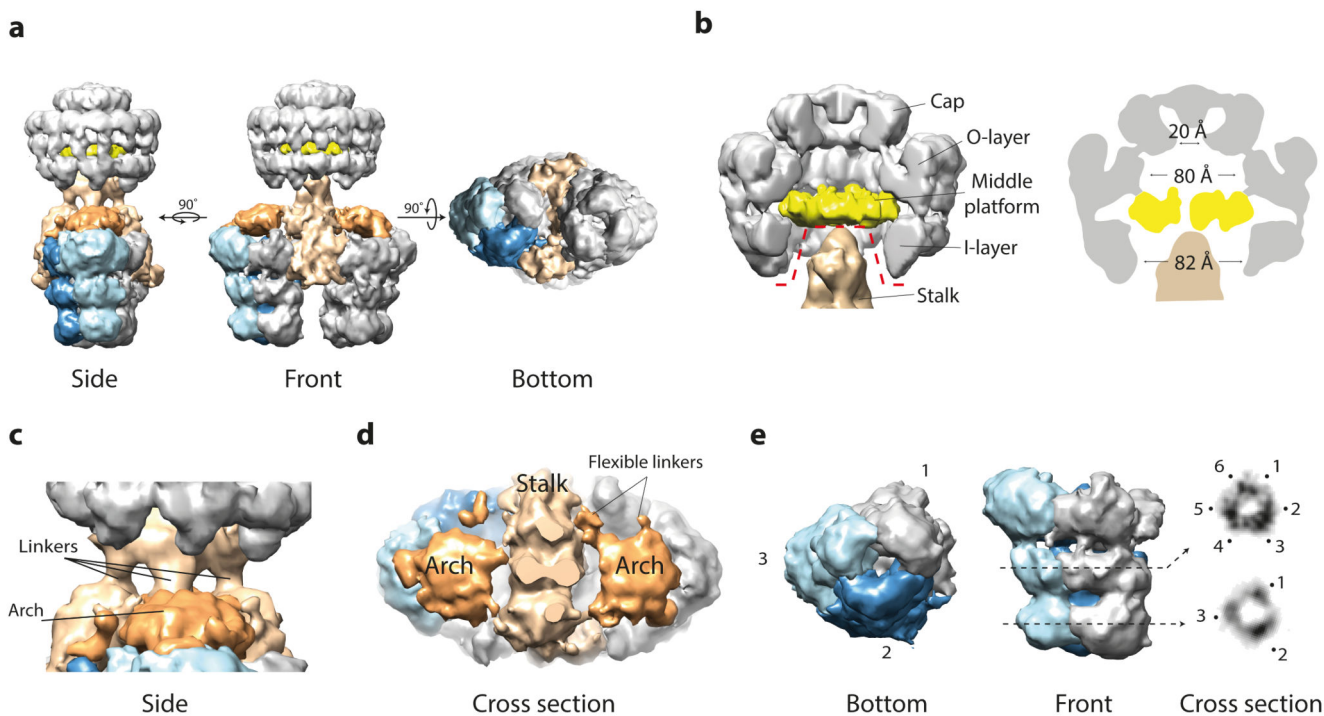 a
90°
90°
Side
Front
Bottom
b
Cap
O-layer
Middle
platform
I-layer
Stalk
20 Å
80 Å
82 Å
c
Linkers
Arch
Side
d
Stalk
Flexible linkers
Arch
Arch
Cross section
e
1
3
2
Bottom
Front
6
1
5
2
4
3
1
3
2
Cross section